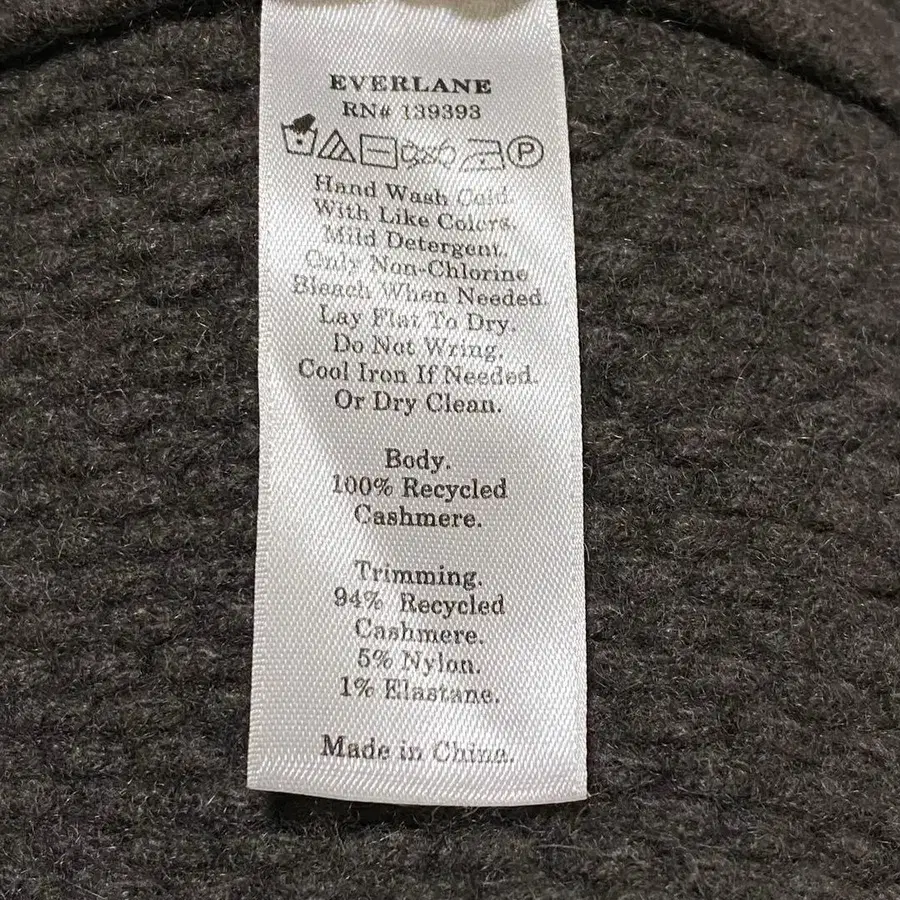 EVERLANE
RN# 139393
P
Hand Wash Cold.
With Like Colors.
Mild Detergent.
Only Non-Chlorine
Bleach When Needed.
Lay Flat To Dry.
Do Not Wring.
Cool Iron If Needed.
Or Dry Clean.
Body.
100% Recycled
Cashmere.
Trimming.
94% Recycled
Cashmere.
5% Nylon.
1% Elastane.
Made in China.